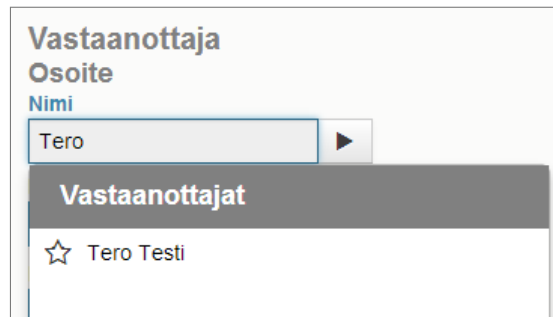 Vastaanottaja
Osoite
Nimi
Tero
Vastaanottajat
Tero Testi